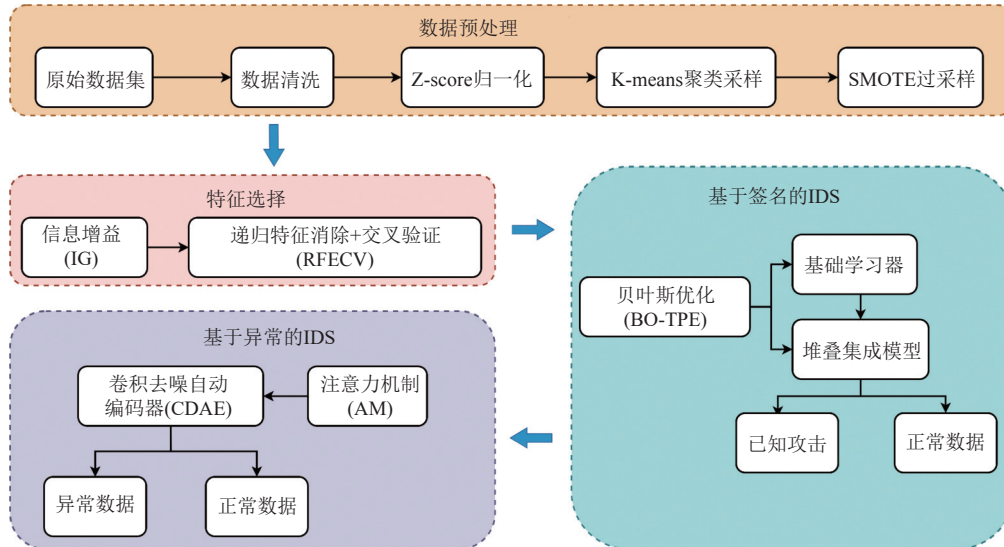 数据预处理
原始数据集
数据清洗
Z-score归一化
K-means聚类采样
SMOTE过采样
特征选择
信息增益
(IG)
递归特征消除+交叉验证
(RFECV)
基于签名的IDS
贝叶斯优化
(BO-TPE)
基础学习器
堆叠集成模型
已知攻击
正常数据
基于异常的IDS
卷积去噪自动
编码器(CDAE)
注意力机制
(AM)
异常数据
正常数据